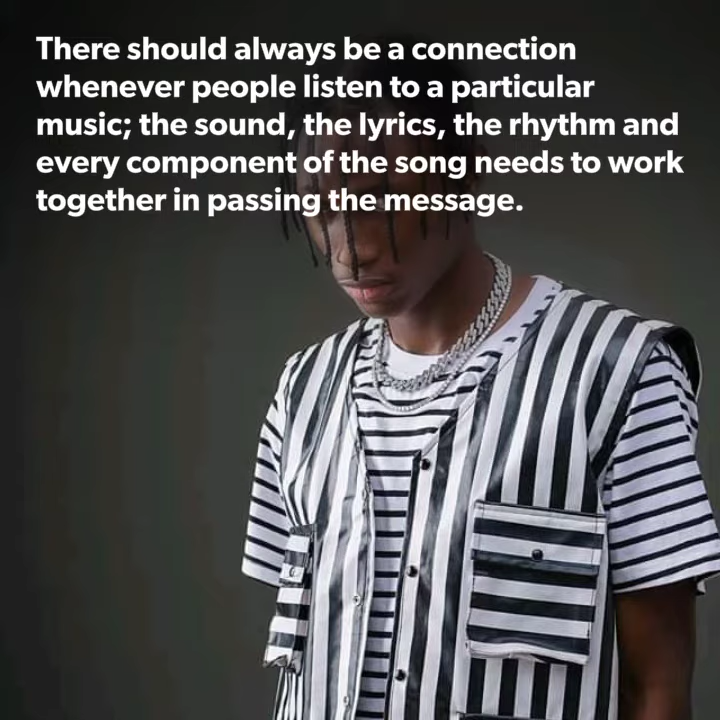 There should always be a connection
whenever people listen to a particular
music; the sound, the lyrics, the rhythm and
every component of the song needs to work
together in passing the message.